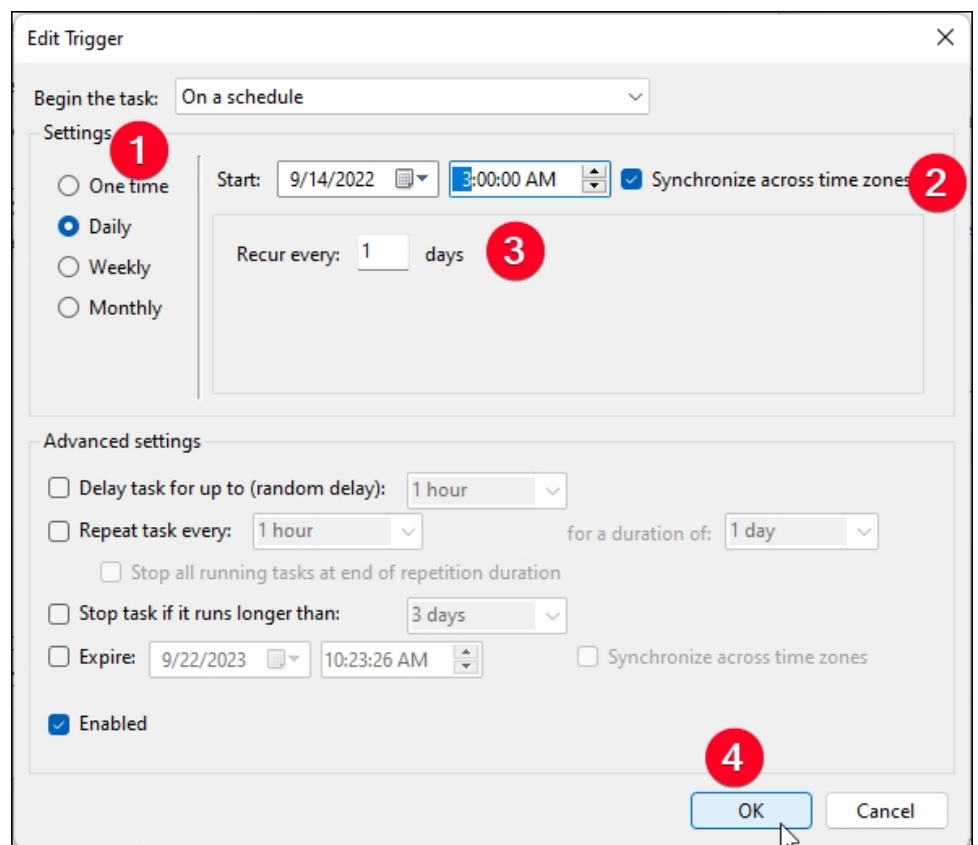 Edit Trigger
Begin the task: On a schedule
Settings
1
One time
Start: 9/14/2022 3:00:00 AM Synchronize across time zones 2
Daily
Recur every: 1 days 3
Weekly
Monthly
Advanced settings
Delay task for up to (random delay): 1 hour
Repeat task every: 1 hour for a duration of: 1 day
Stop all running tasks at end of repetition duration
Stop task if it runs longer than: 3 days
Expire: 9/22/2023 10:23:26 AM Synchronize across time zones
Enabled
4
OK Cancel